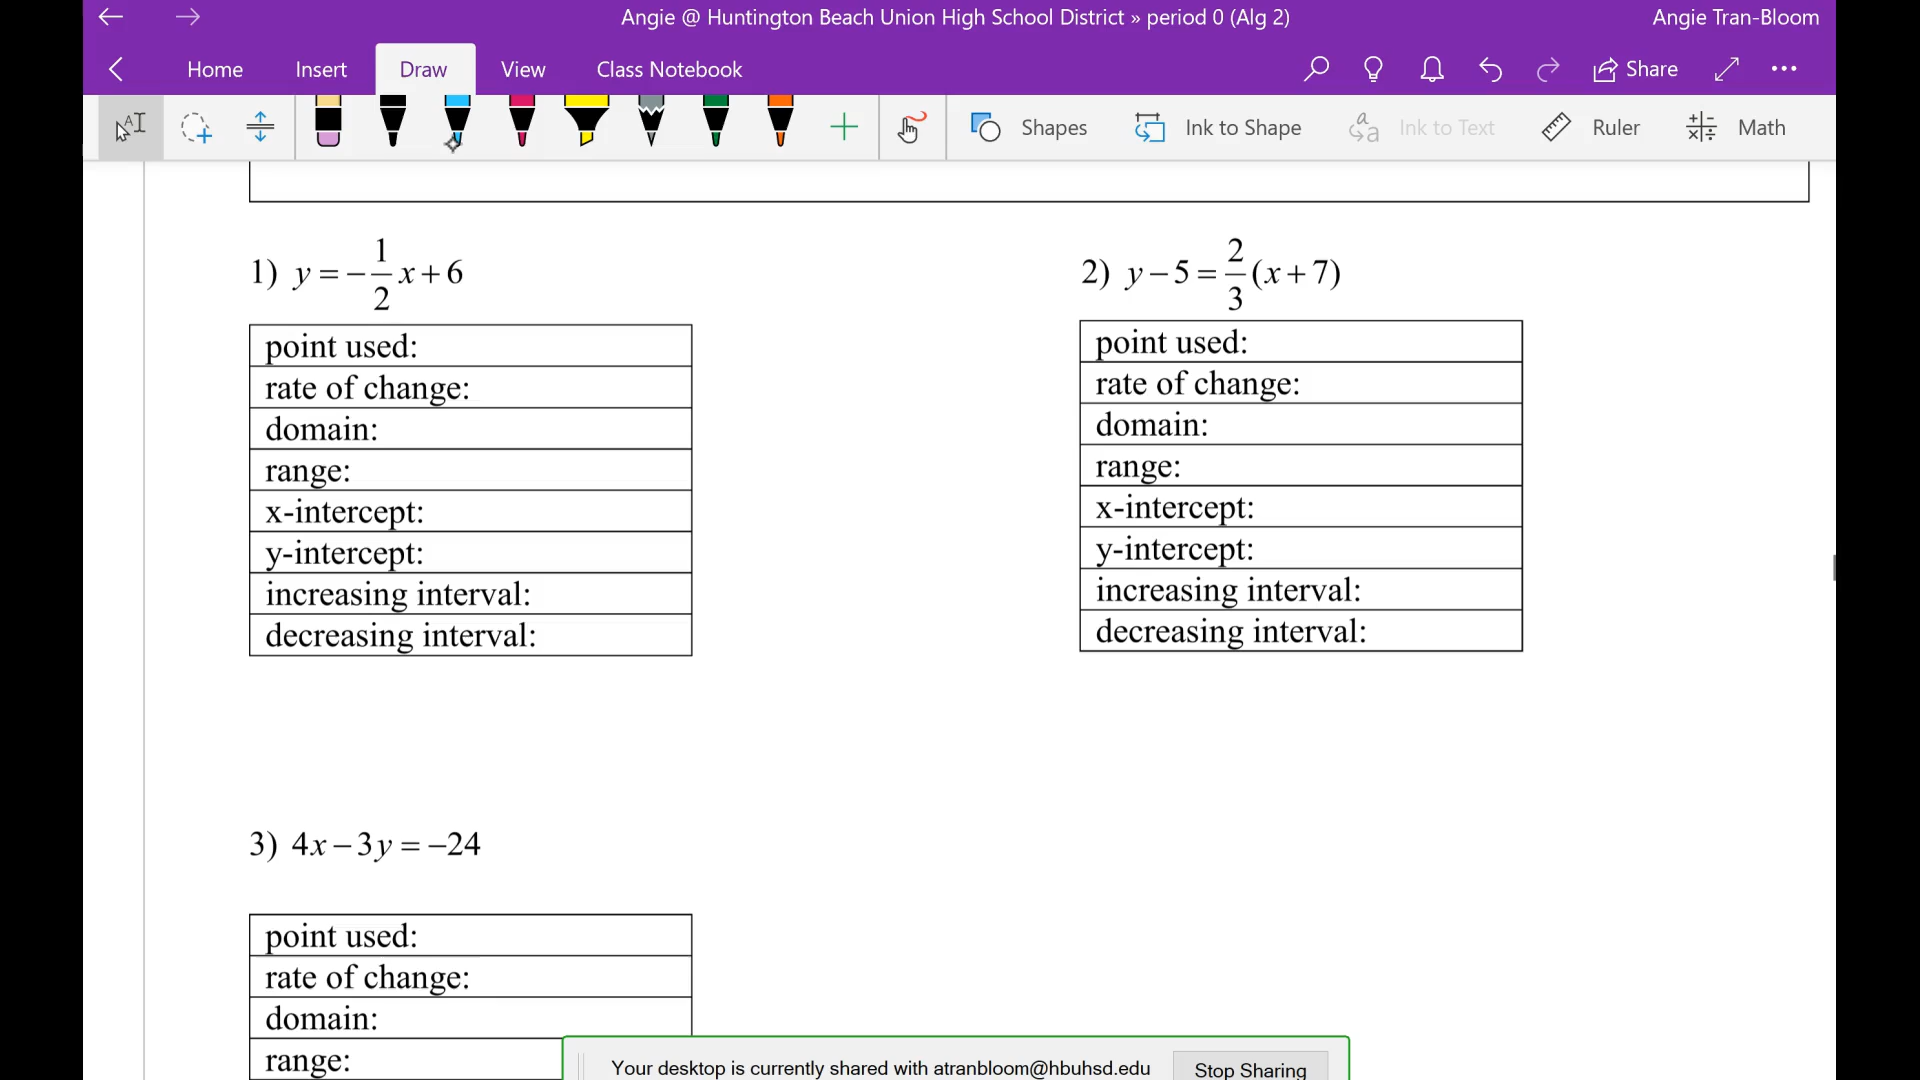 Angie @ Huntington Beach Union High School District » period 0 (Alg 2)
Angie Tran-Bloom
Home Insert Draw View Class Notebook
Share
Shapes Ink to Shape Ink to Text Ruler Math
1) y = -1/2 x + 6
point used:
rate of change:
domain:
range:
x-intercept:
y-intercept:
increasing interval:
decreasing interval:
2) y - 5 = 2/3 (x + 7)
point used:
rate of change:
domain:
range:
x-intercept:
y-intercept:
increasing interval:
decreasing interval:
3) 4x - 3y = -24
point used:
rate of change:
domain:
range:
Your desktop is currently shared with atranbloom@hbuhsd.edu
Stop Sharing